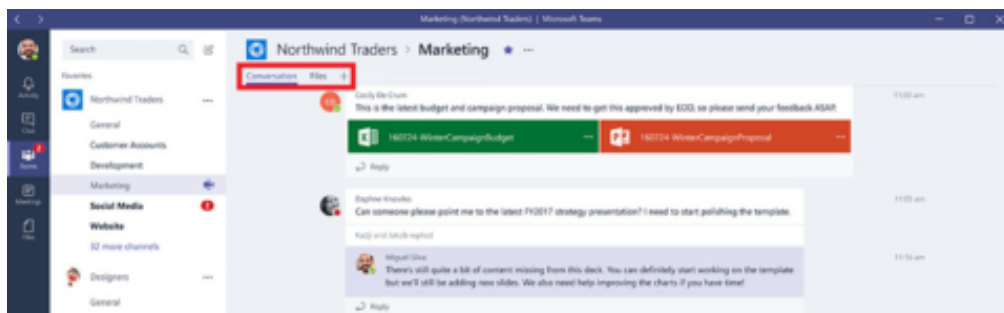 Marketing (Northwind Traders) | Microsoft Teams
Search
Northwind Traders > Marketing
Activity
Chat
Teams
2
Meetings
Files
Favorites
Northwind Traders
General
Customer Accounts
Development
Marketing
Social Media
Website
32 more channels
Designers
General
Conversation Files +
Cecily De Crum 11:00 am
This is the latest budget and campaign proposal. We need to get this approved by EOD, so please send your feedback ASAP.
160724-WinterCampaignBudget
160724-WinterCampaignProposal
Reply
Daphne Knowles 11:05 am
Can someone please point me to the latest FY2017 strategy presentation? I need to start polishing the template.
Kadji and Jakob replied
Miguel Silva 11:16 am
There's still quite a bit of content missing from this deck. You can definitely start working on the template
but we'll still be adding new slides. We also need help improving the charts if you have time!
Reply